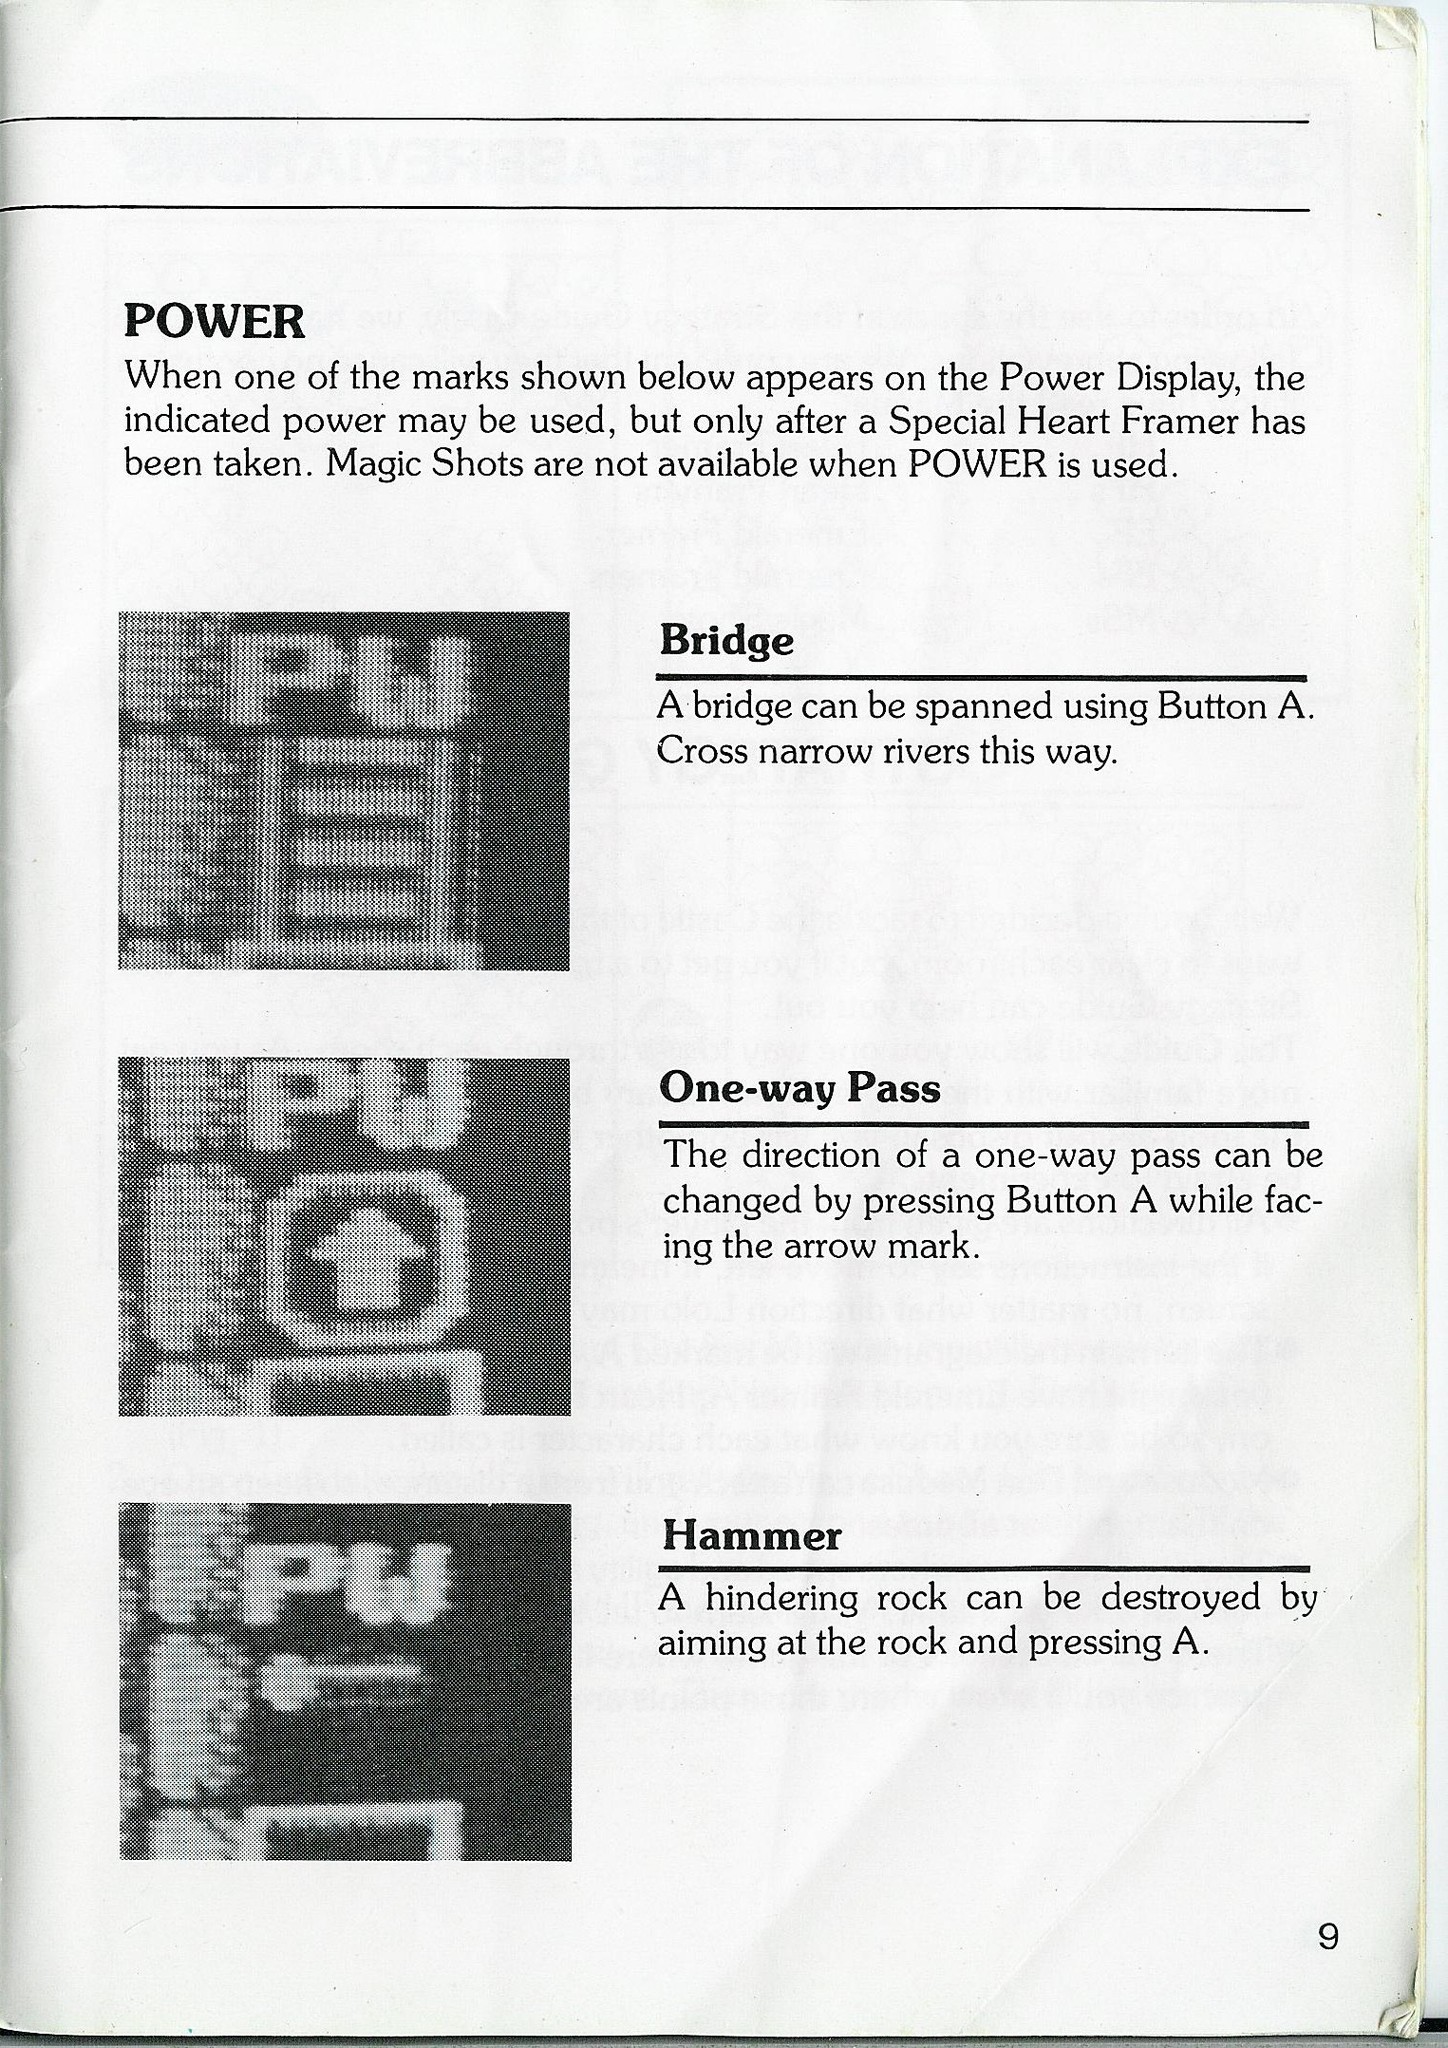 POWER
When one of the marks shown below appears on the Power Display, the
indicated power may be used, but only after a Special Heart Framer has
been taken. Magic Shots are not available when POWER is used.
PW
Bridge
A bridge can be spanned using Button A.
Cross narrow rivers this way.
PW
One-way Pass
The direction of a one-way pass can be
changed by pressing Button A while fac-
ing the arrow mark.
PW
Hammer
A hindering rock can be destroyed by
aiming at the rock and pressing A.
9